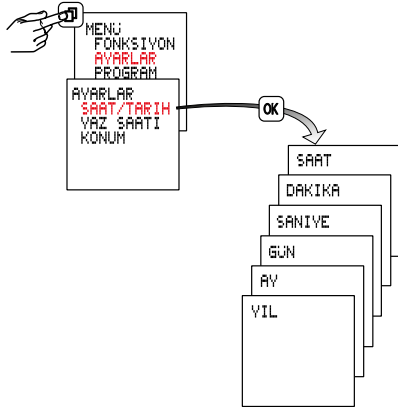 MENÜ
FONKSIYON
AYARLAR
PROGRAM
AYARLAR
SAAT/TARIH
YAZ SAATI
KONUM
OK
SAAT
DAKIKA
SANIYE
GÜN
AY
YIL